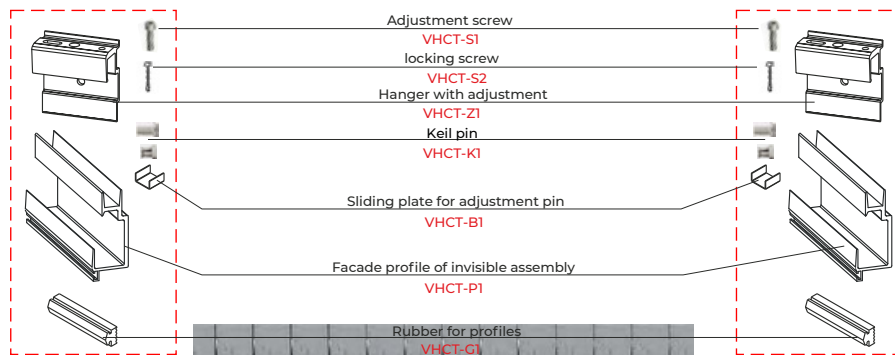 Adjustment screw
VHCT-S1
locking screw
VHCT-S2
Hanger with adjustment
VHCT-Z1
Keil pin
VHCT-K1
Sliding plate for adjustment pin
VHCT-B1
Facade profile of invisible assembly
VHCT-P1
Rubber for profiles
VHCT-G1